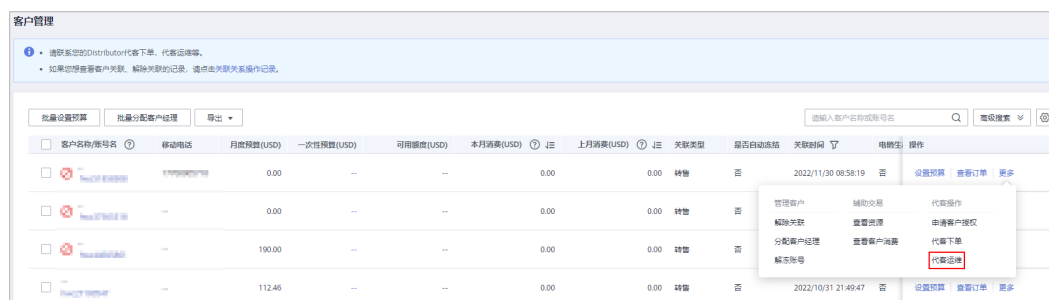 客户管理
• 请联系您的Distributor代客下单、代客运维等。
• 如果您想查看客户关联、解除关联的记录，请点击关联关系操作记录。
批量设置预算 批量分配客户经理 导出 请输入客户名称或账号名 高级搜索
客户名称/账号名 移动电话 月度预算(USD) 一次性预算(USD) 可用额度(USD) 本月消费(USD) 上月消费(USD) 关联类型 是否自动冻结 关联时间 电销生 操作
0.00 -- -- 0.00 0.00 转售 否 2022/11/30 08:58:19 否 设置预算 查看订单 更多
-- 0.00 -- -- 0.00 0.00 转售 否
-- 190.00 -- -- 0.00 0.00 转售 否
-- 112.46 -- -- 0.00 0.00 转售 否 2022/10/31 21:49:47 否 设置预算 查看订单 更多
管理客户 辅助交易 代客操作
解除关联 查看资源 申请客户授权
分配客户经理 查看客户消费 代客下单
解冻账号 代客运维